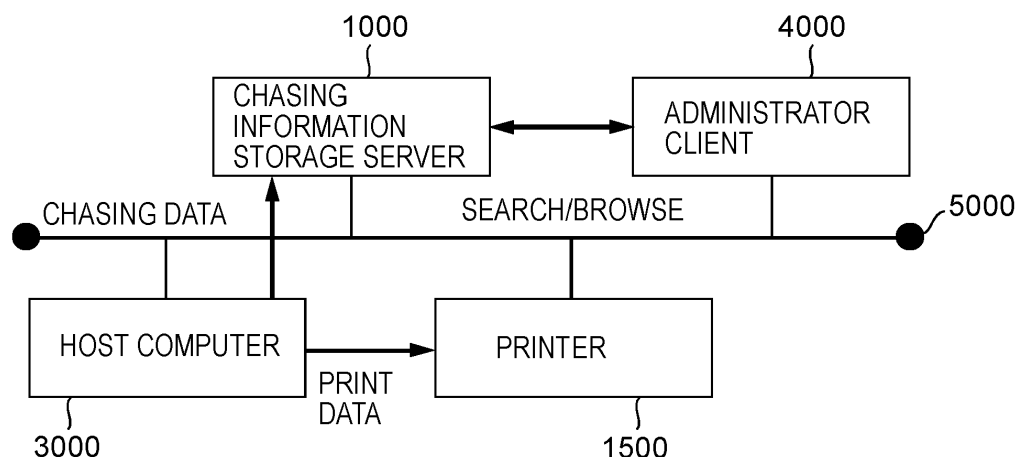 1000
4000
CHASING
INFORMATION
STORAGE SERVER
ADMINISTRATOR
CLIENT
CHASING DATA
SEARCH/BROWSE
5000
HOST COMPUTER
PRINTER
PRINT
DATA
3000
1500